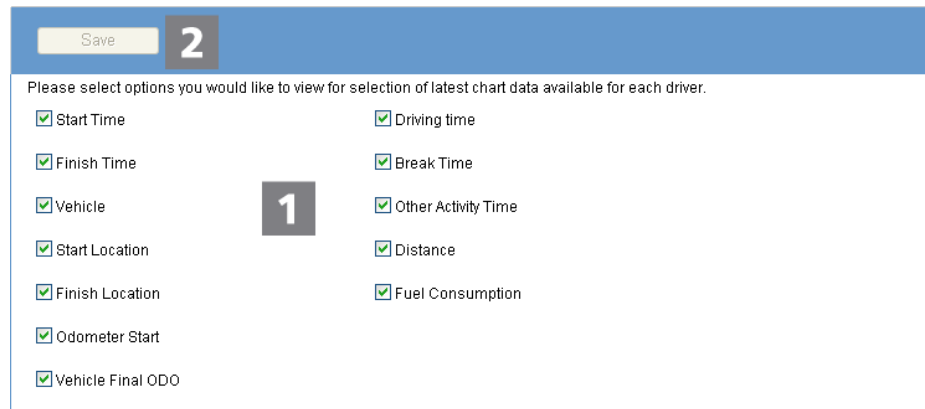 Save
2
Please select options you would like to view for selection of latest chart data available for each driver.
Start Time
Driving time
Finish Time
Break Time
Vehicle
1
Other Activity Time
Start Location
Distance
Finish Location
Fuel Consumption
Odometer Start
Vehicle Final ODO